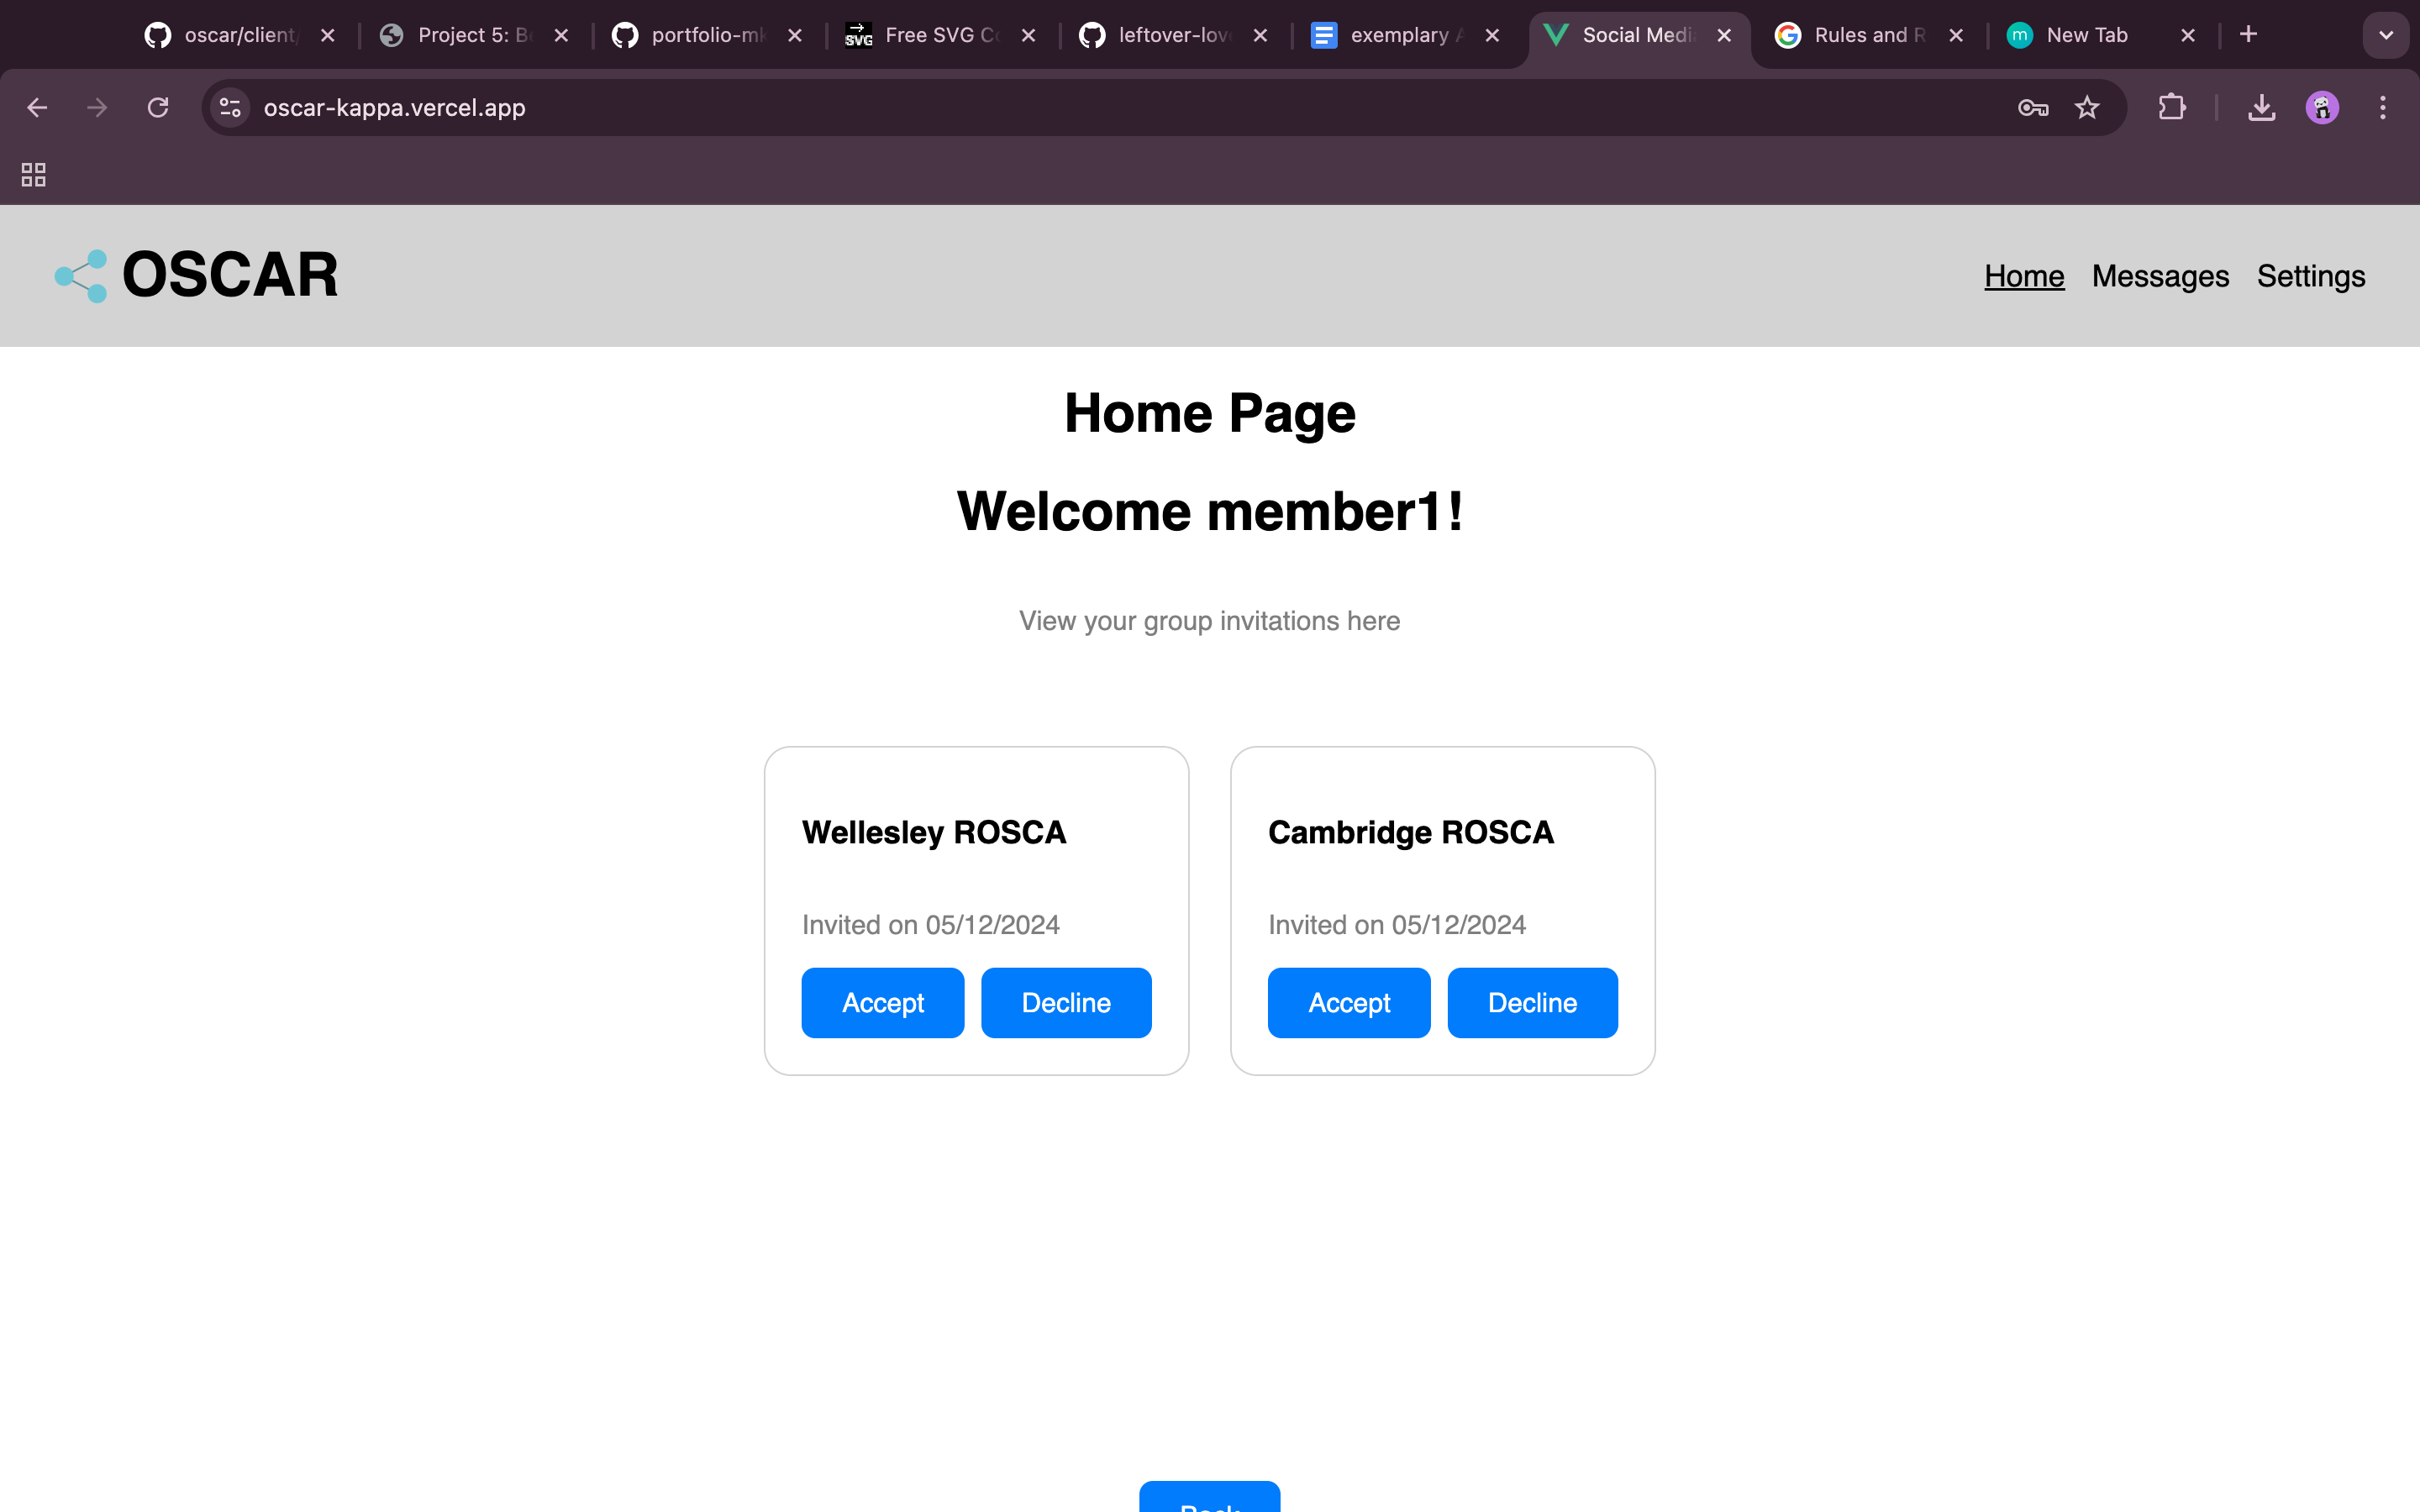 oscar/client/ Project 5: B portfolio-mk Free SVG Co leftover-lov exemplary Social Medi Rules and R New Tab
oscar-kappa.vercel.app
OSCAR Home Messages Settings
Home Page
Welcome member1!
View your group invitations here
Wellesley ROSCA Cambridge ROSCA
Invited on 05/12/2024 Invited on 05/12/2024
Accept Decline Accept Decline